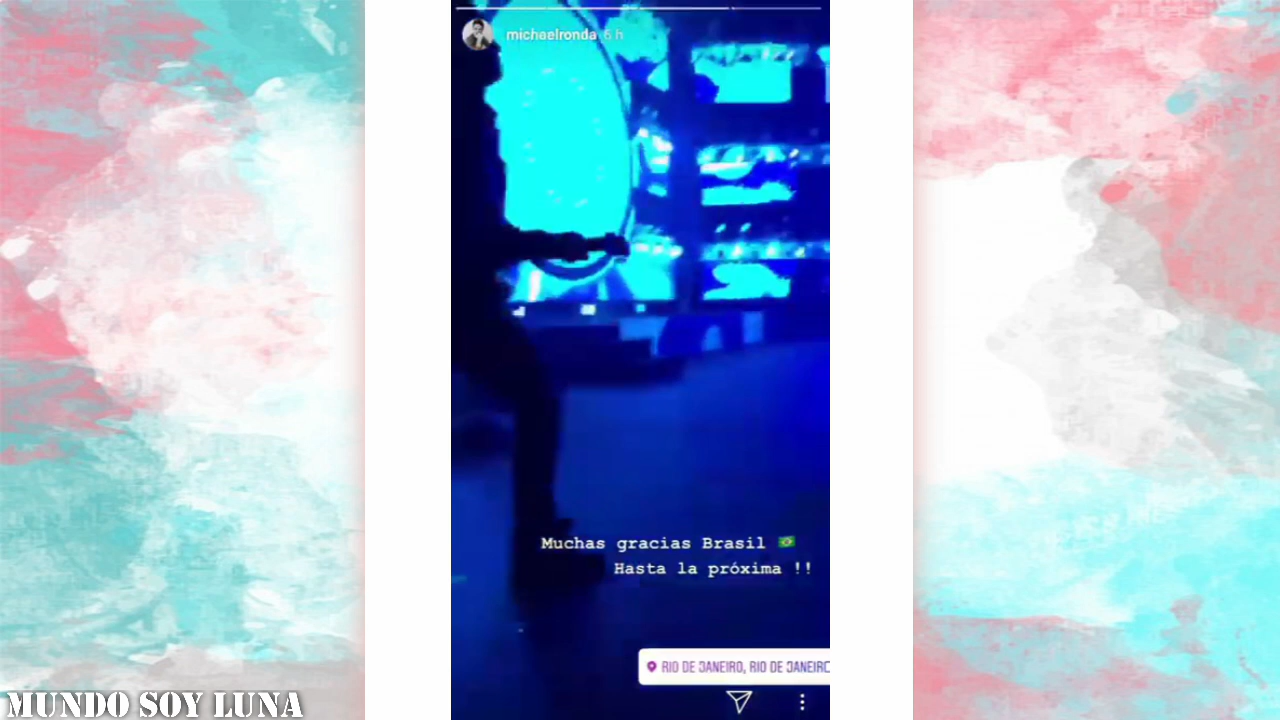 michaelronda 6 h
Muchas gracias Brasil
Hasta la próxima !!
RIO DE JANEIRO, RIO DE JANEIRO
MUNDO SOY LUNA